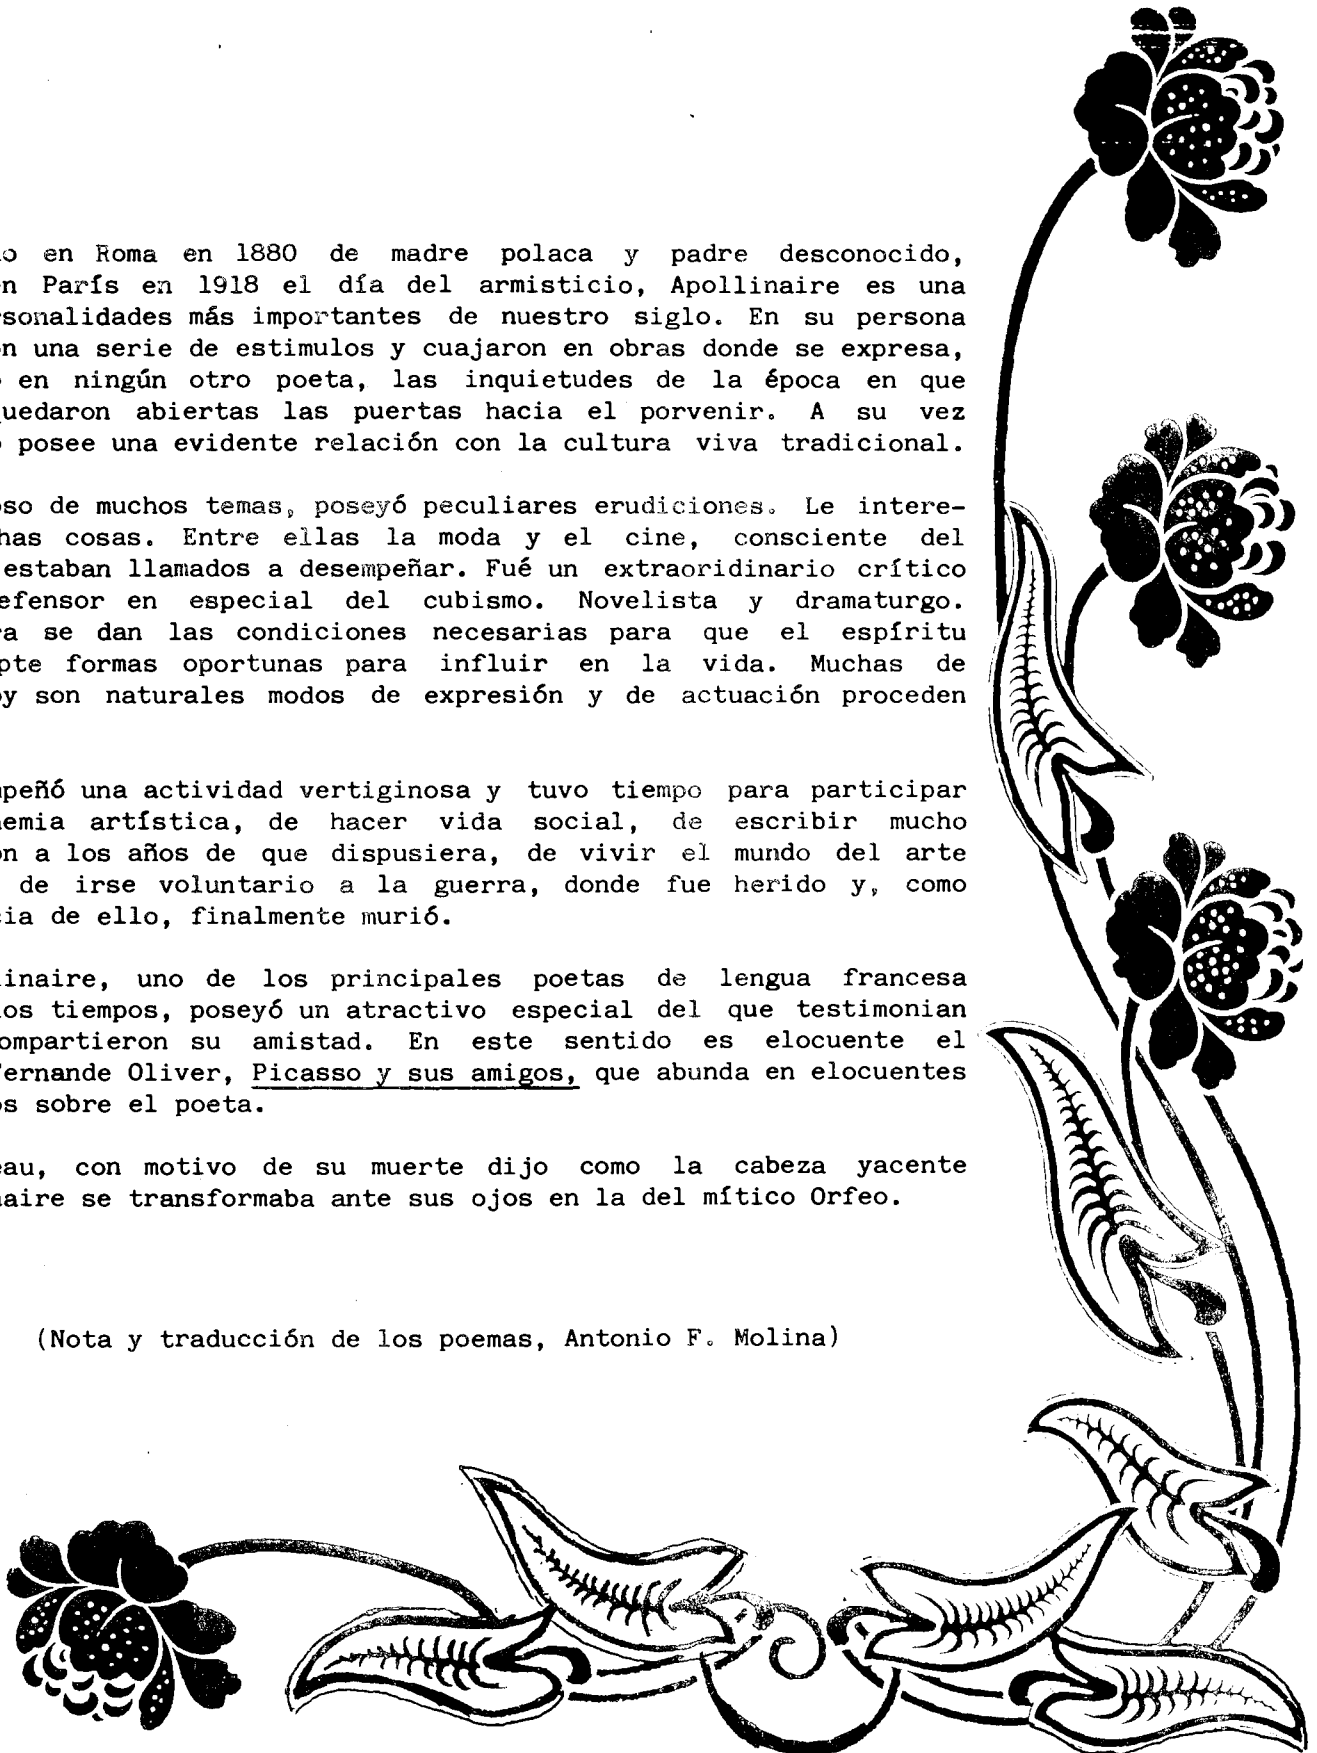 o en Roma en 1880 de madre polaca y padre desconocido,
n París en 1918 el día del armisticio, Apollinaire es una
sonalidades más importantes de nuestro siglo. En su persona
on una serie de estimulos y cuajaron en obras donde se expresa,
en ningún otro poeta, las inquietudes de la época en que
uedaron abiertas las puertas hacia el porvenir. A su vez
posee una evidente relación con la cultura viva tradicional.
oso de muchos temas, poseyó peculiares erudiciones. Le intere-
has cosas. Entre ellas la moda y el cine, consciente del
estaban llamados a desempeñar. Fué un extraoridinario crítico
efensor en especial del cubismo. Novelista y dramaturgo.
ra se dan las condiciones necesarias para que el espíritu
pte formas oportunas para influir en la vida. Muchas de
oy son naturales modos de expresión y de actuación proceden
peñó una actividad vertiginosa y tuvo tiempo para participar
emia artística, de hacer vida social, de escribir mucho
ón a los años de que dispusiera, de vivir el mundo del arte
de irse voluntario a la guerra, donde fue herido y, como
cia de ello, finalmente murió.
linaire, uno de los principales poetas de lengua francesa
los tiempos, poseyó un atractivo especial del que testimonian
compartieron su amistad. En este sentido es elocuente el
Fernande Oliver, Picasso y sus amigos, que abunda en elocuentes
os sobre el poeta.
eau, con motivo de su muerte dijo como la cabeza yacente
naire se transformaba ante sus ojos en la del mítico Orfeo.
(Nota y traducción de los poemas, Antonio F. Molina)